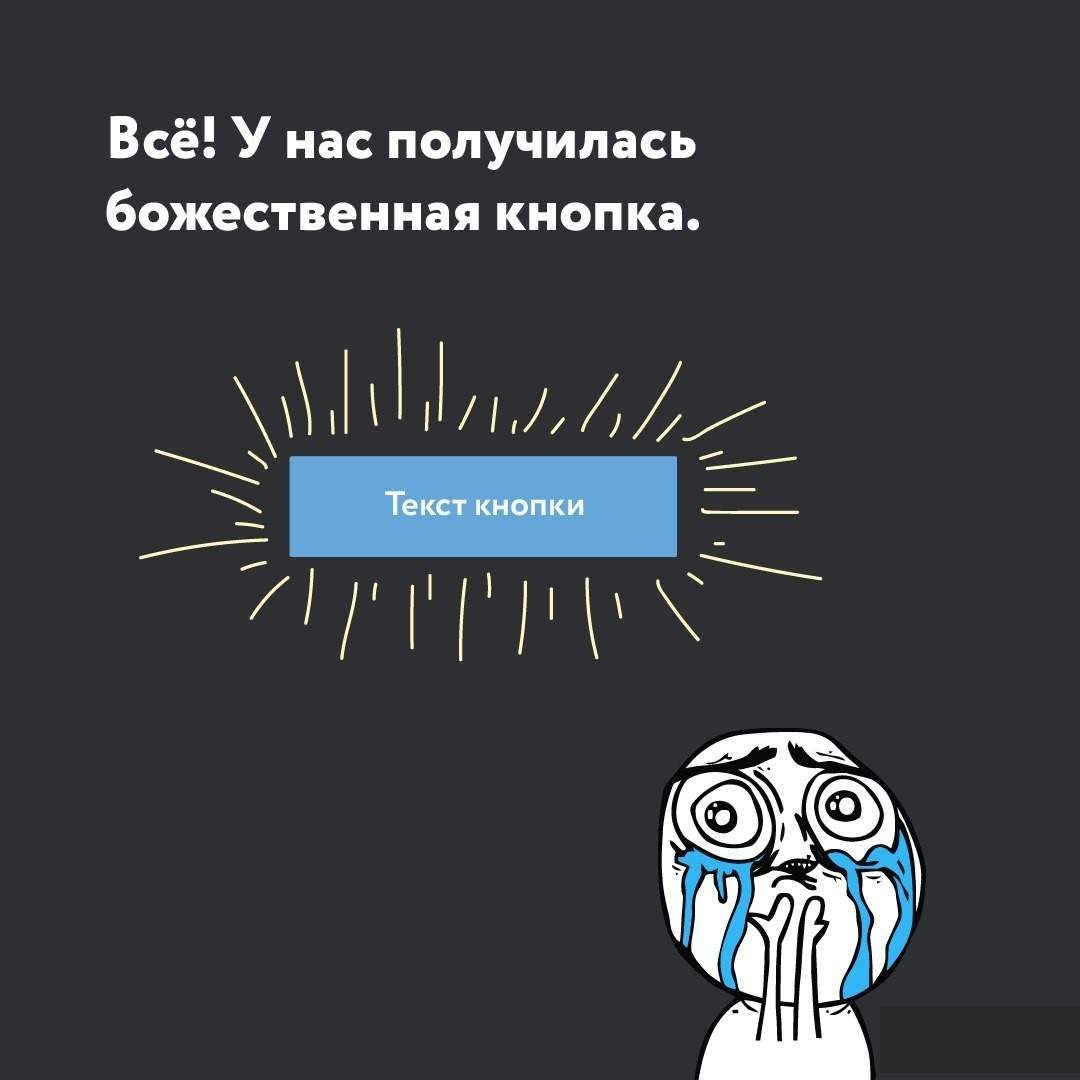 Всё! У нас получилась
божественная кнопка.
Текст кнопки